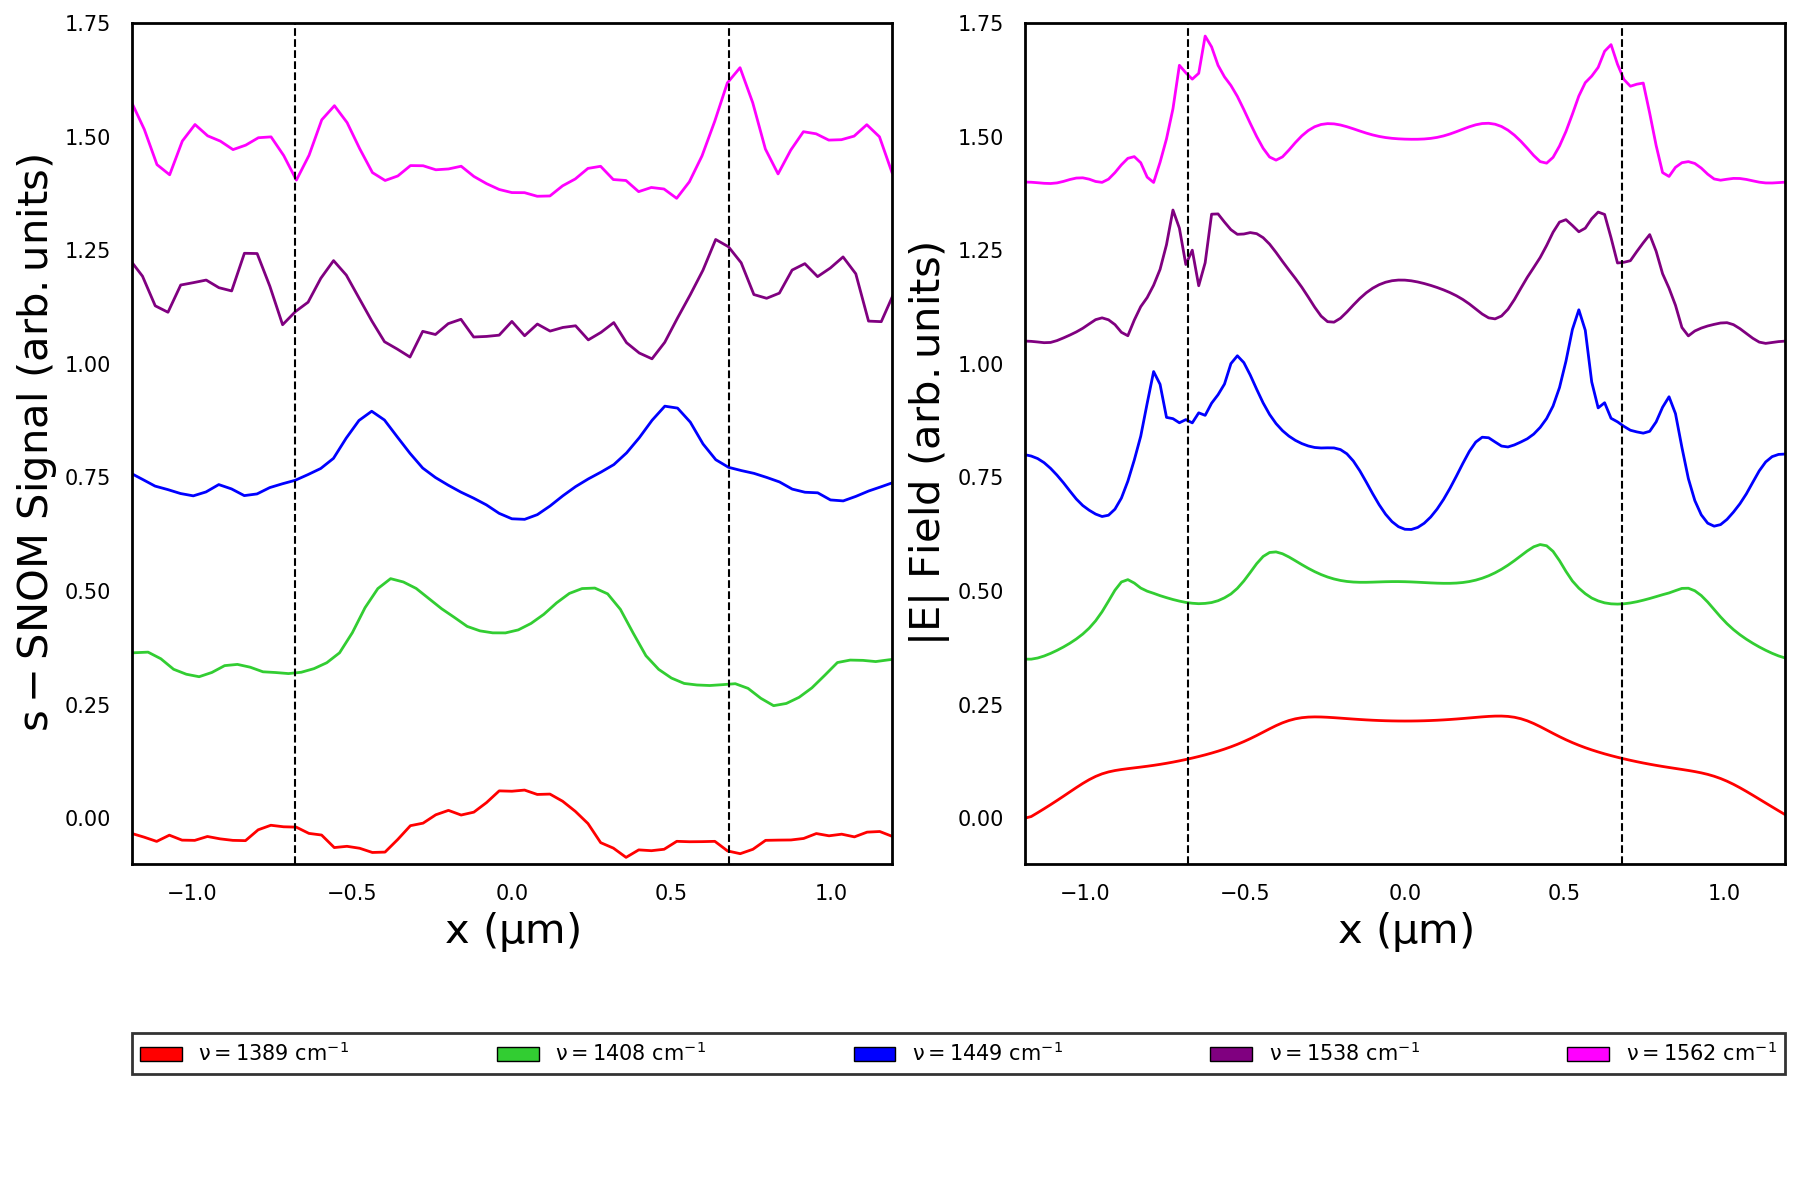 s − SNOM Signal (arb. units)
1.75
1.50
1.25
1.00
0.75
0.50
0.25
0.00
−1.0 −0.5 0.0 0.5 1.0
x (μm)
|E| Field (arb. units)
1.75
1.50
1.25
1.00
0.75
0.50
0.25
0.00
−1.0 −0.5 0.0 0.5 1.0
x (μm)
ν = 1389 cm⁻¹ ν = 1408 cm⁻¹ ν = 1449 cm⁻¹ ν = 1538 cm⁻¹ ν = 1562 cm⁻¹